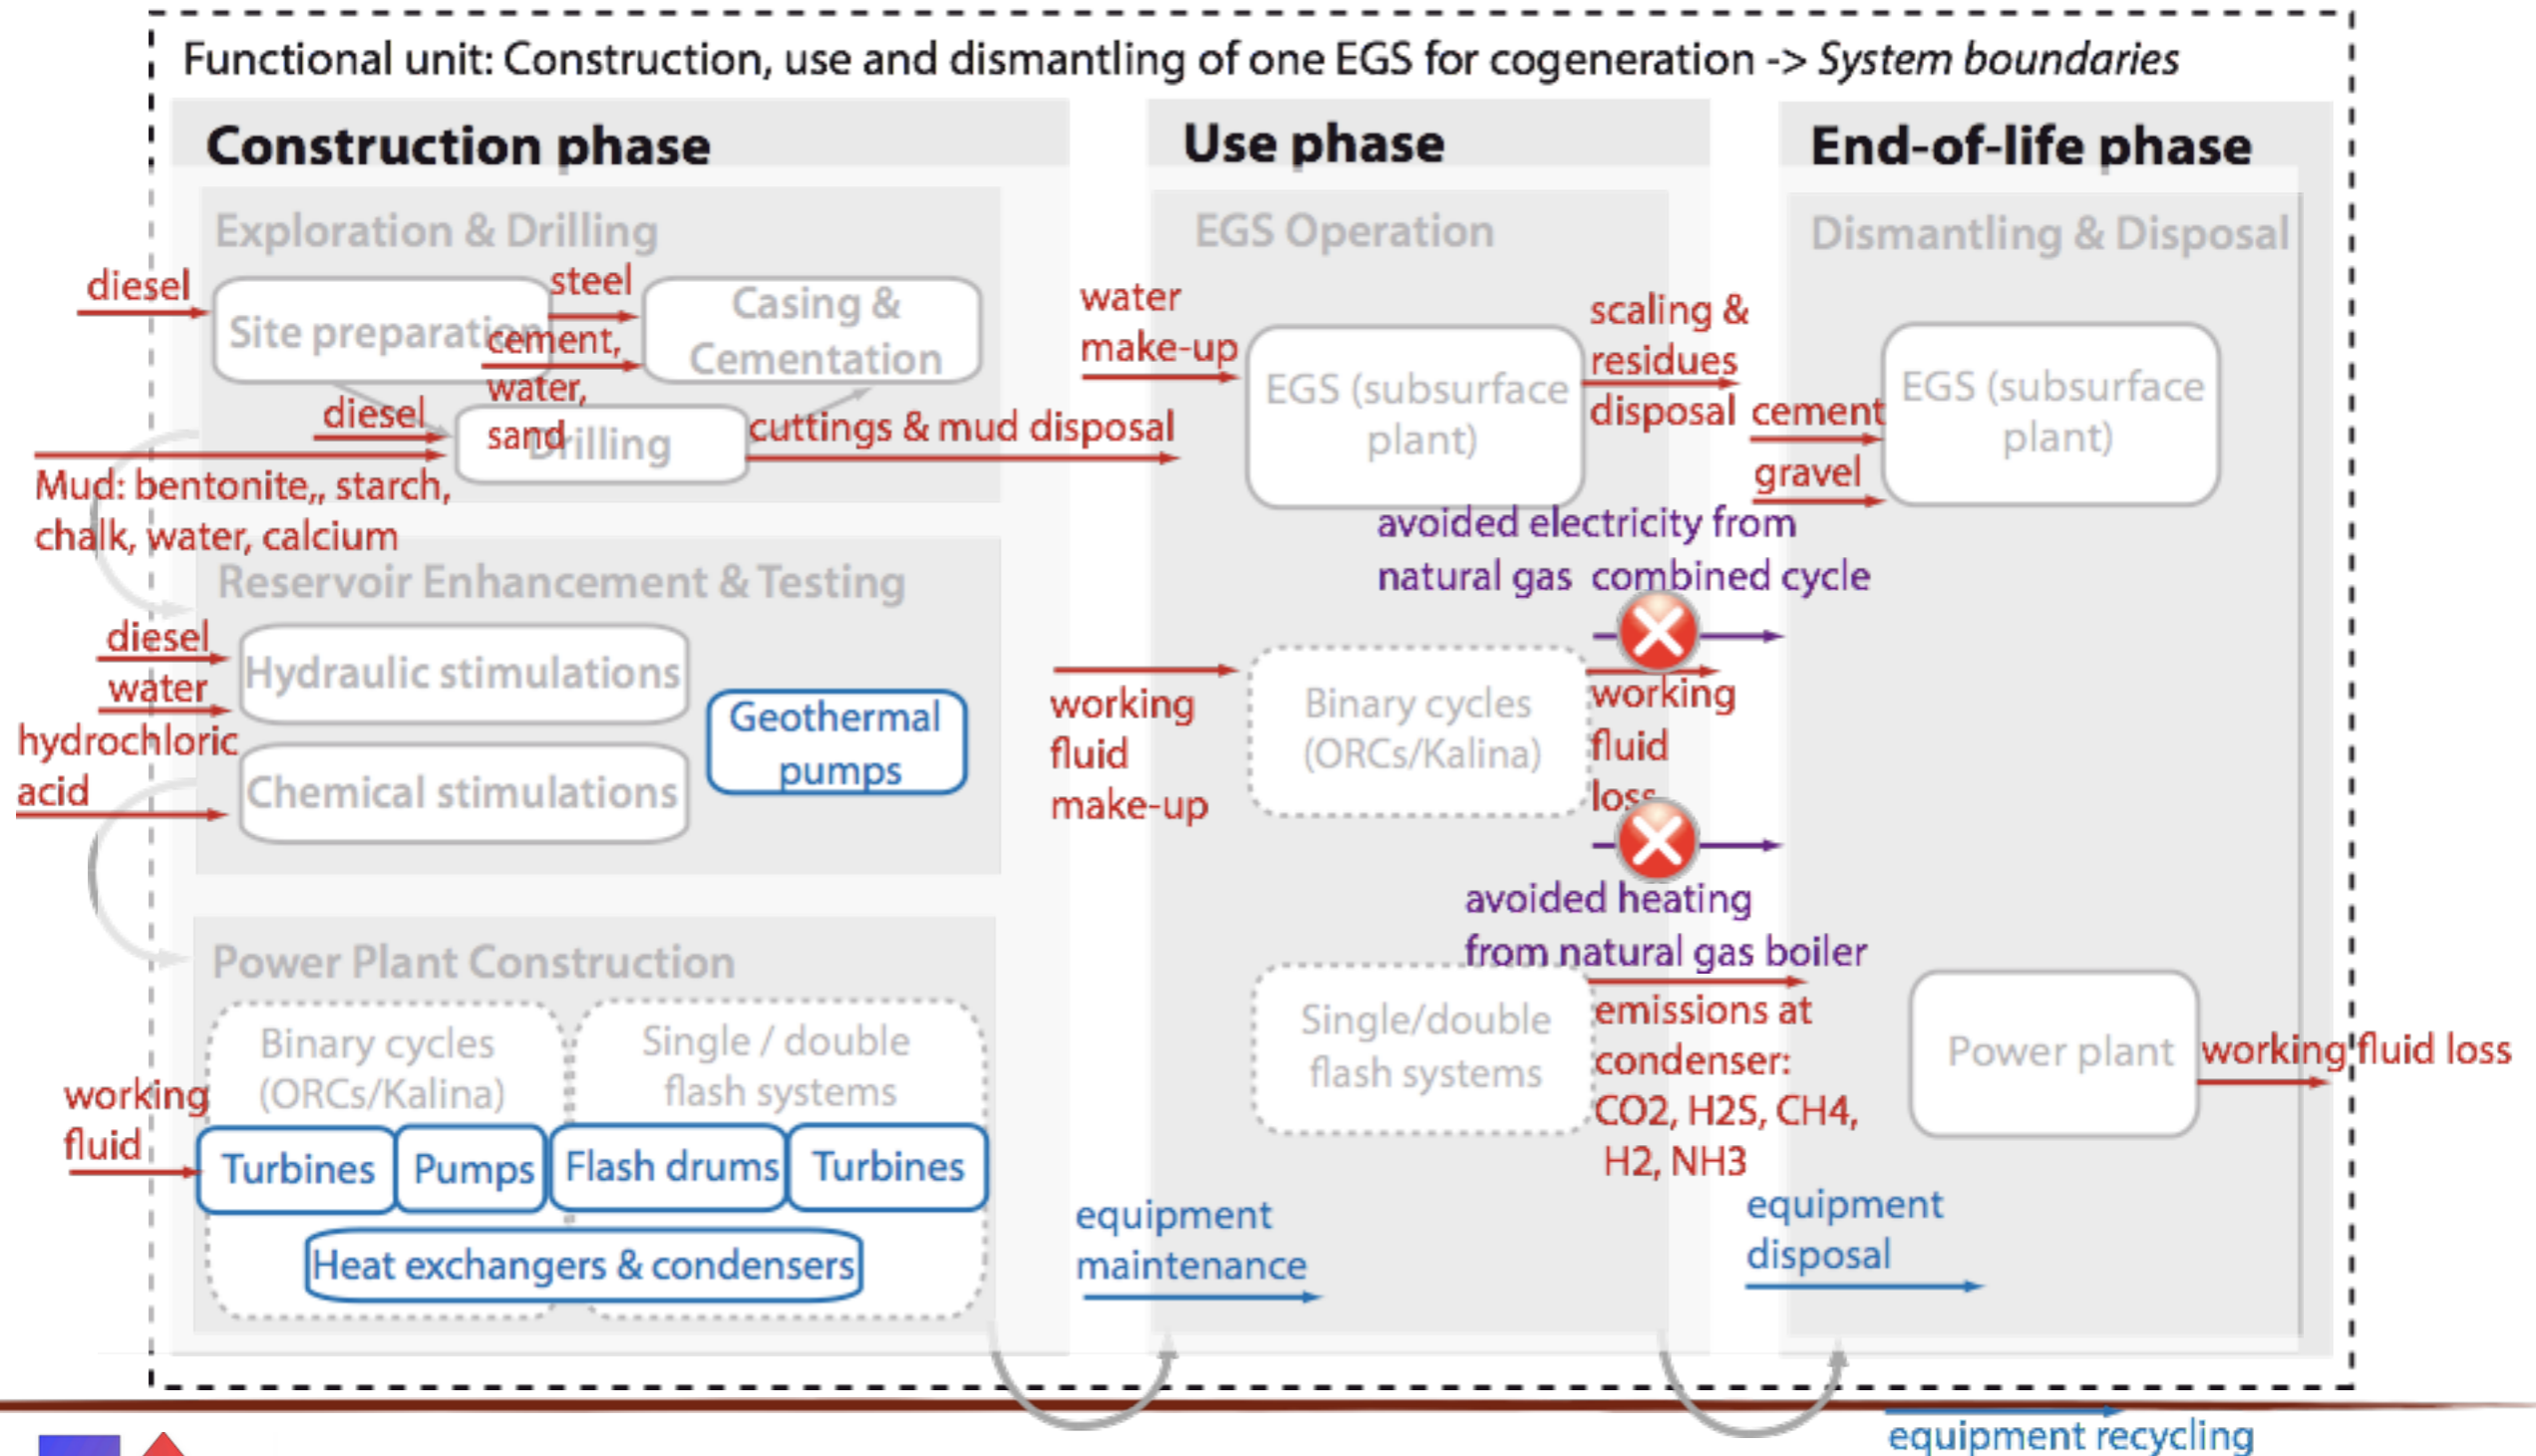 Functional unit: Construction, use and dismantling of one EGS for cogeneration -> System boundaries
Construction phase
Exploration & Drilling
diesel
Site preparation
steel
cement,
water,
sand
Casing &
Cementation
diesel
Drilling
cuttings & mud disposal
Mud: bentonite,, starch,
chalk, water, calcium
Reservoir Enhancement & Testing
diesel
water
Hydraulic stimulations
hydrochloric
acid
Chemical stimulations
Geothermal
pumps
Power Plant Construction
Binary cycles
(ORCs/Kalina)
Single / double
flash systems
working
fluid
Turbines
Pumps
Flash drums
Turbines
Heat exchangers & condensers
Use phase
EGS Operation
water
make-up
EGS (subsurface
plant)
scaling &
residues
disposal
avoided electricity from
natural gas combined cycle
working
fluid
make-up
Binary cycles
(ORCs/Kalina)
working
fluid
loss
avoided heating
from natural gas boiler
Single/double
flash systems
emissions at
condenser:
CO2, H2S, CH4,
H2, NH3
equipment
maintenance
End-of-life phase
Dismantling & Disposal
cement
gravel
EGS (subsurface
plant)
Power plant
working fluid loss
equipment
disposal
equipment recycling